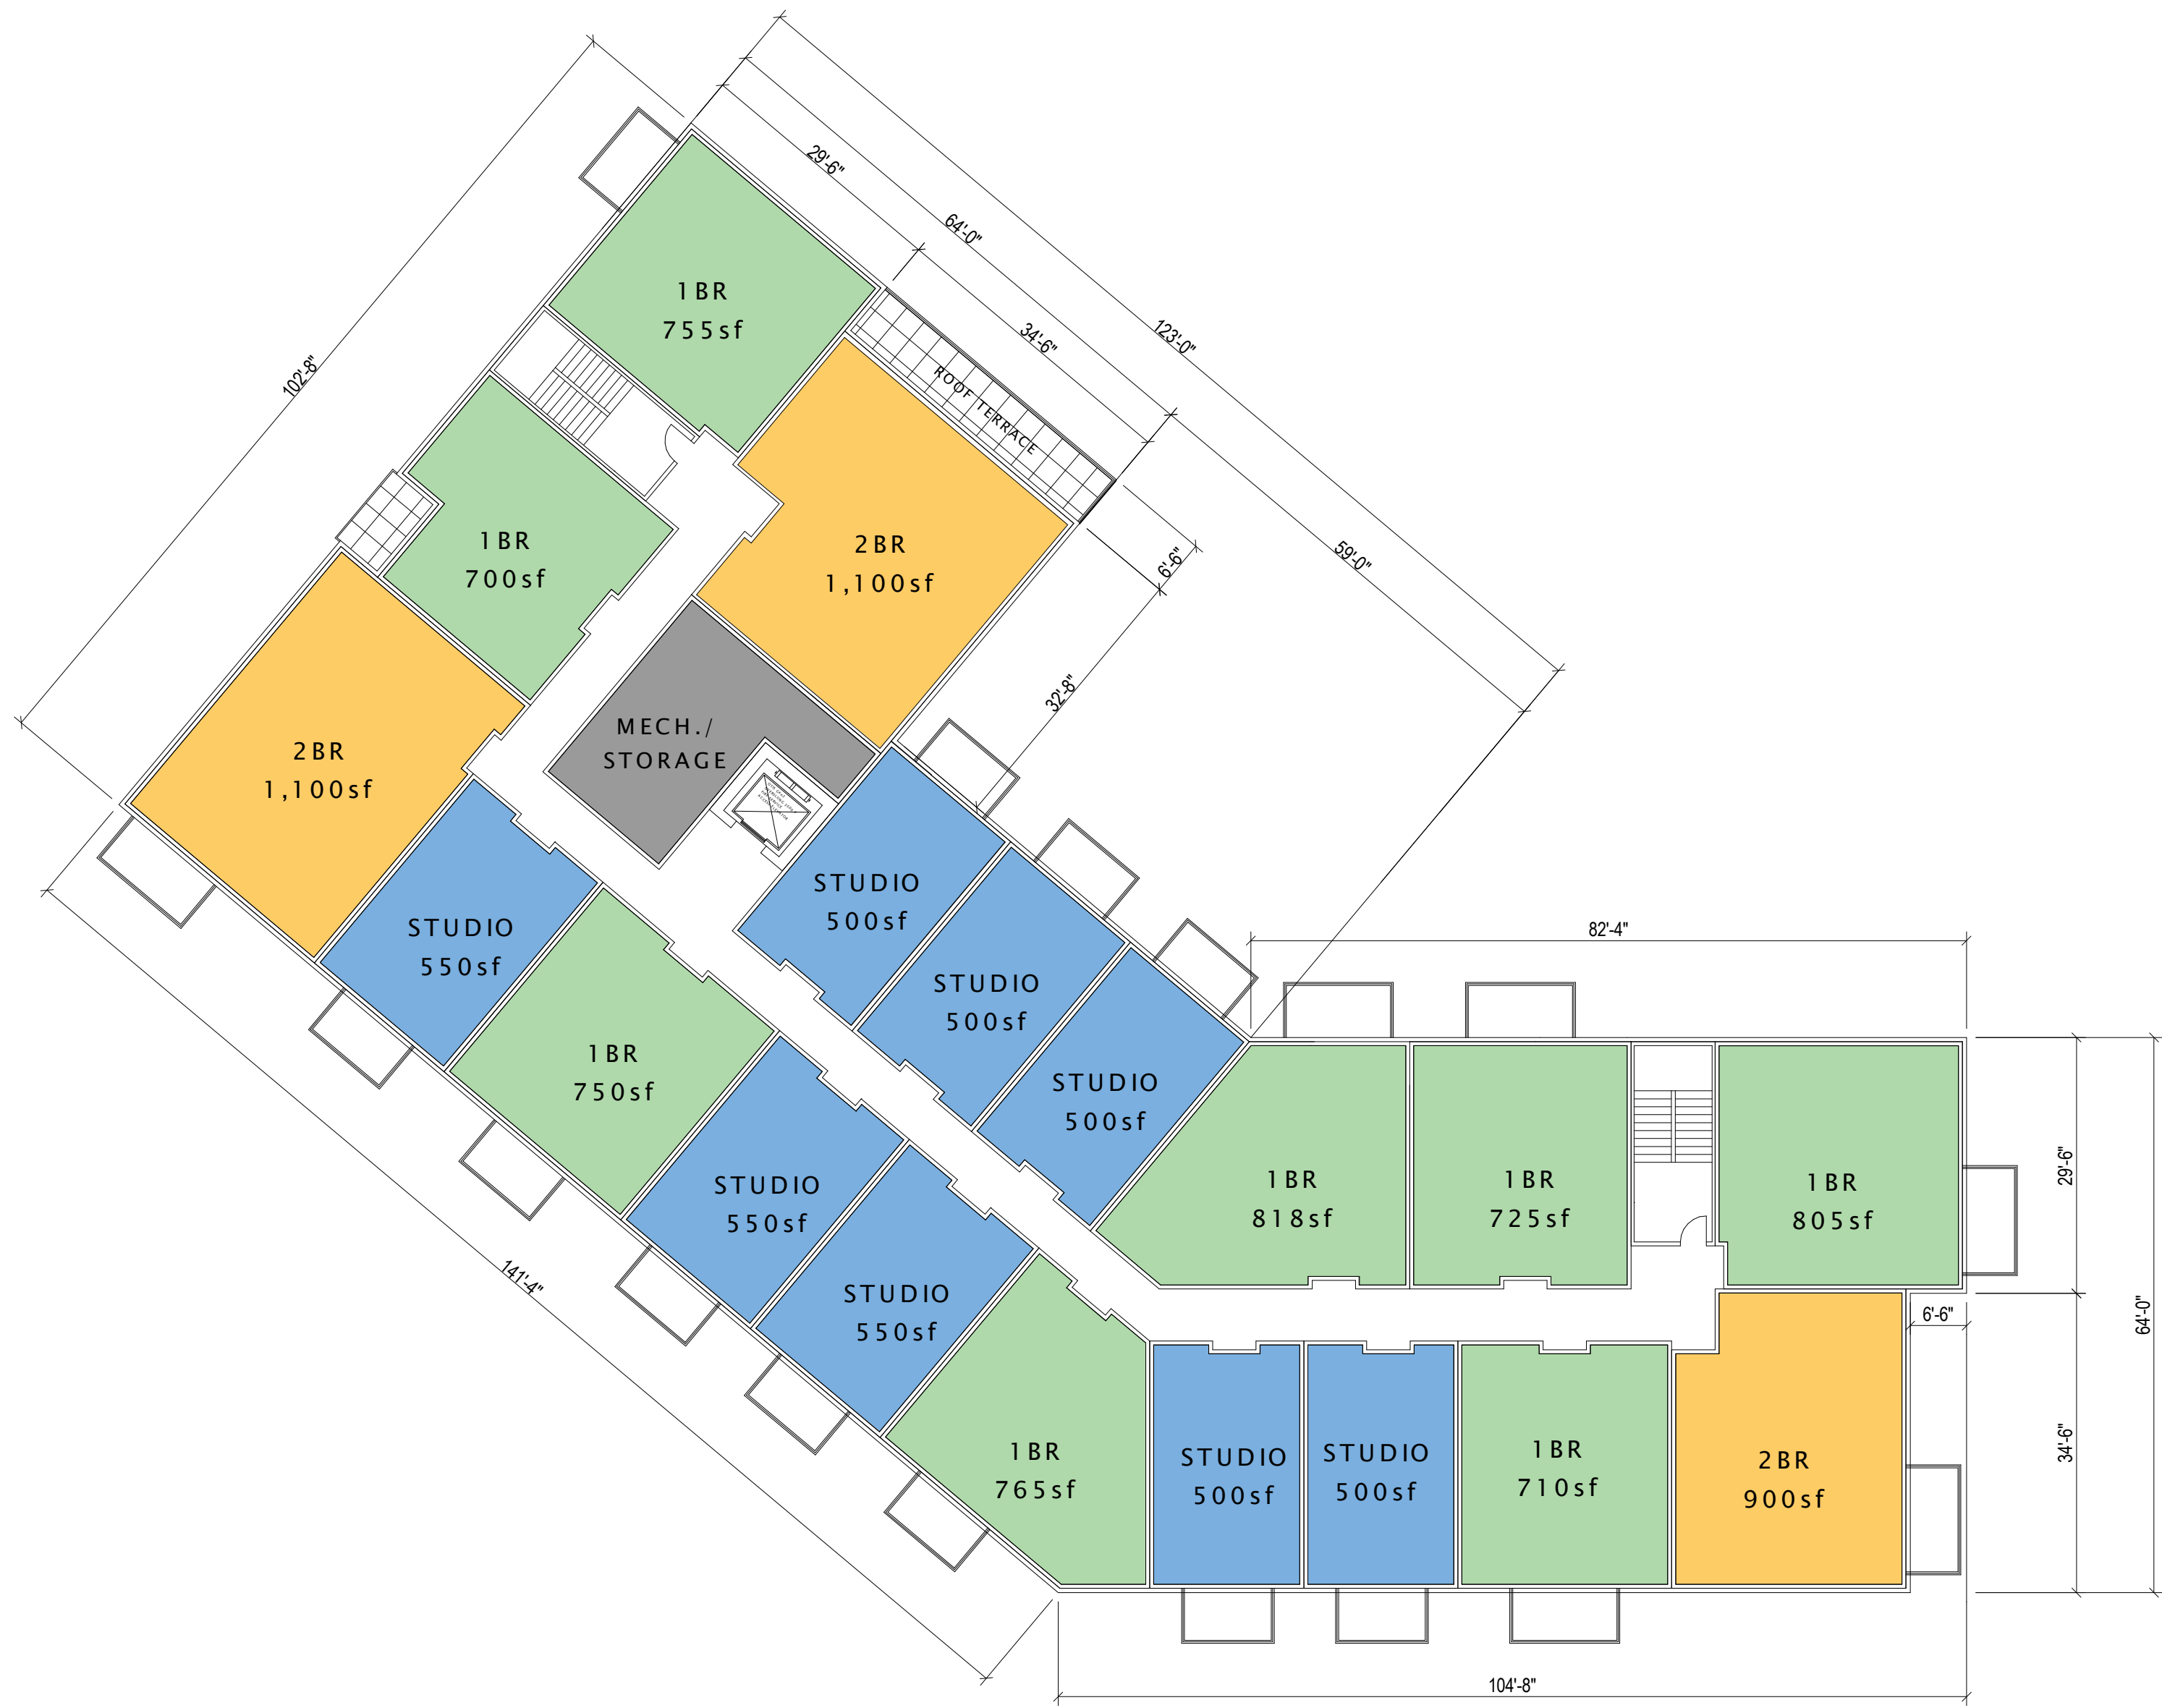 29'-6"
64'-0"
123'-0"
34'-6"
102'-8"
1BR
755sf
ROOF TERRACE
1BR
700sf
2BR
1,100sf
6'-6"
59'-0"
32'-8"
2BR
1,100sf
MECH./
STORAGE
STUDIO
550sf
STUDIO
500sf
STUDIO
500sf
STUDIO
500sf
82'-4"
1BR
750sf
STUDIO
550sf
STUDIO
550sf
1BR
818sf
1BR
725sf
1BR
805sf
29'-6"
64'-0"
6'-6"
34'-6"
141'-4"
1BR
765sf
STUDIO
500sf
STUDIO
500sf
1BR
710sf
2BR
900sf
104'-8"